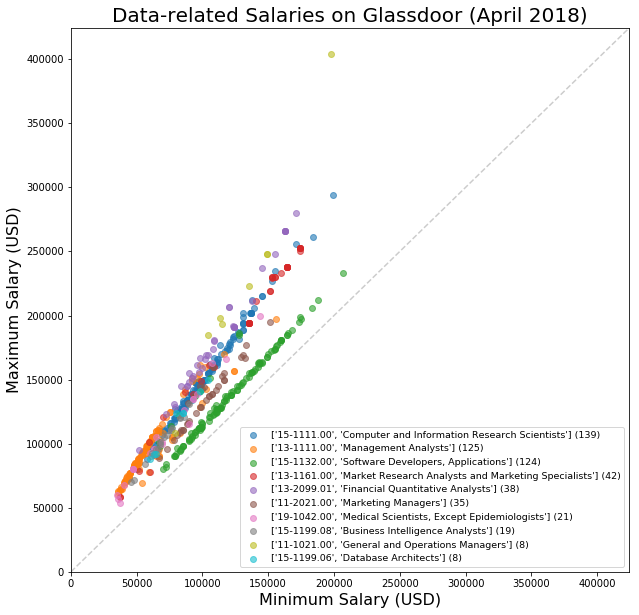 Data-related Salaries on Glassdoor (April 2018)
Maximum Salary (USD)
400000
350000
300000
250000
200000
150000
100000
50000
0
['15-1111.00', 'Computer and Information Research Scientists'] (139)
['13-1111.00', 'Management Analysts'] (125)
['15-1132.00', 'Software Developers, Applications'] (124)
['13-1161.00', 'Market Research Analysts and Marketing Specialists'] (42)
['13-2099.01', 'Financial Quantitative Analysts'] (38)
['11-2021.00', 'Marketing Managers'] (35)
['19-1042.00', 'Medical Scientists, Except Epidemiologists'] (21)
['15-1199.08', 'Business Intelligence Analysts'] (19)
['11-1021.00', 'General and Operations Managers'] (8)
['15-1199.06', 'Database Architects'] (8)
0 50000 100000 150000 200000 250000 300000 350000 400000
Minimum Salary (USD)